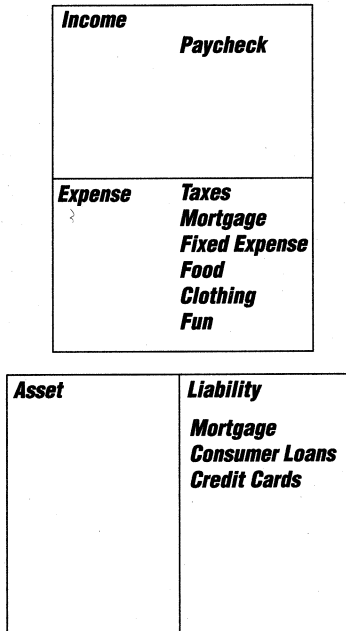 Income
Paycheck
Expense
Taxes
Mortgage
Fixed Expense
Food
Clothing
Fun
Asset
Liability
Mortgage
Consumer Loans
Credit Cards